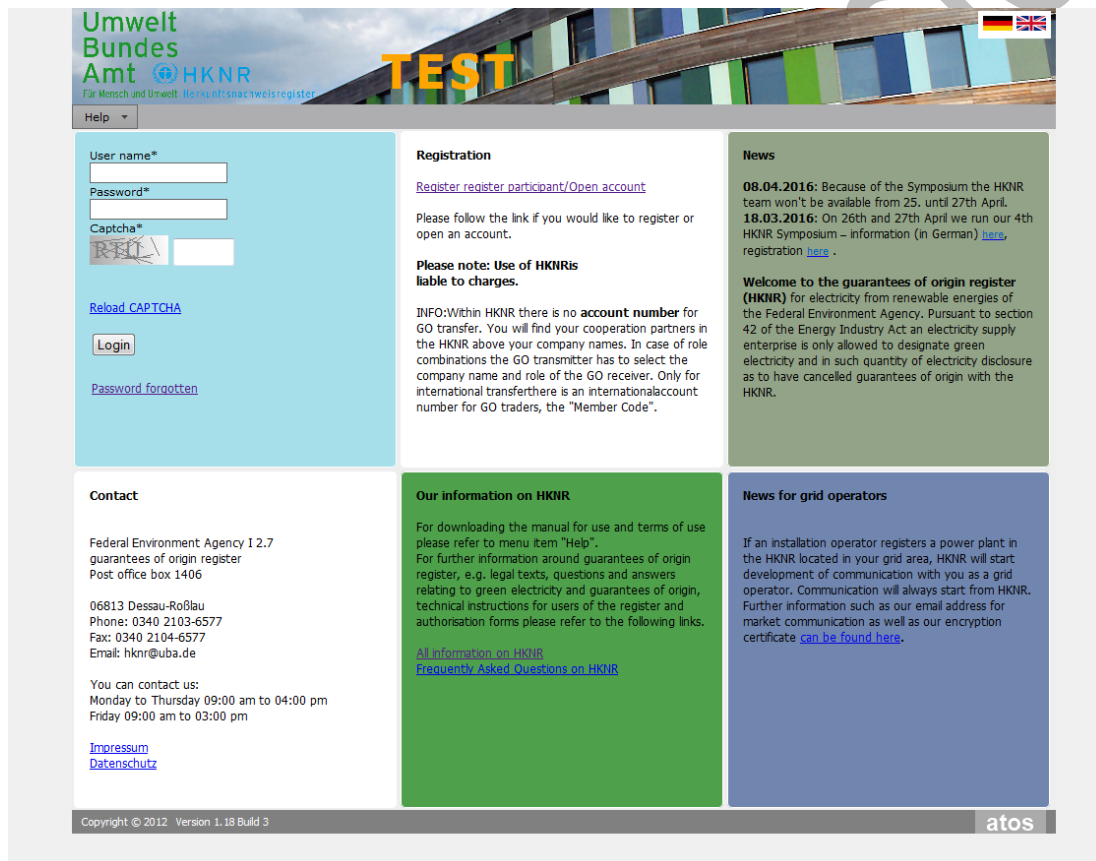 Umwelt
Bundes
Amt HKNR
Für Mensch und Umwelt Herkunftsnachweisregister
TEST
Help
User name*
Password*
Captcha*
Reload CAPTCHA
Login
Password forgotten
Registration
Register register participant/Open account
Please follow the link if you would like to register or
open an account.
Please note: Use of HKNRis
liable to charges.
INFO:Within HKNR there is no account number for
GO transfer. You will find your cooperation partners in
the HKNR above your company names. In case of role
combinations the GO transmitter has to select the
company name and role of the GO receiver. Only for
international transferthere is an internationalaccount
number for GO traders, the "Member Code".
News
08.04.2016: Because of the Symposium the HKNR
team won't be available from 25. until 27th April.
18.03.2016: On 26th and 27th April we run our 4th
HKNR Symposium – information (in German) here,
registration here .
Welcome to the guarantees of origin register
(HKNR) for electricity from renewable energies of
the Federal Environment Agency. Pursuant to section
42 of the Energy Industry Act an electricity supply
enterprise is only allowed to designate green
electricity and in such quantity of electricity disclosure
as to have cancelled guarantees of origin with the
HKNR.
Contact
Federal Environment Agency I 2.7
guarantees of origin register
Post office box 1406
06813 Dessau-Roßlau
Phone: 0340 2103-6577
Fax: 0340 2104-6577
Email: hknr@uba.de
You can contact us:
Monday to Thursday 09:00 am to 04:00 pm
Friday 09:00 am to 03:00 pm
Impressum
Datenschutz
Our information on HKNR
For downloading the manual for use and terms of use
please refer to menu item "Help".
For further information around guarantees of origin
register, e.g. legal texts, questions and answers
relating to green electricity and guarantees of origin,
technical instructions for users of the register and
authorisation forms please refer to the following links.
All information on HKNR
Frequently Asked Questions on HKNR
News for grid operators
If an installation operator registers a power plant in
the HKNR located in your grid area, HKNR will start
development of communication with you as a grid
operator. Communication will always start from HKNR.
Further information such as our email address for
market communication as well as our encryption
certificate can be found here.
Copyright © 2012 Version 1.18 Build 3
atos